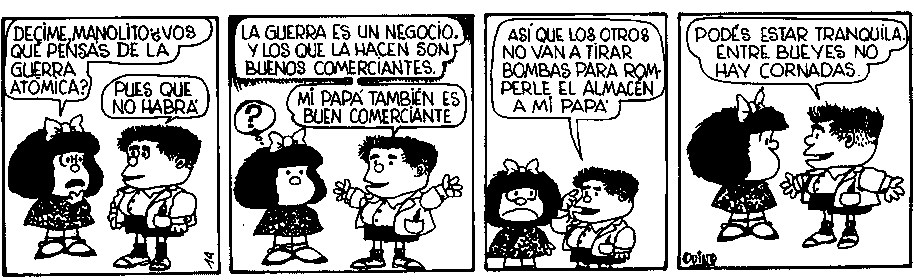 DECIME, MANOLITO ¿VOS
QUÉ PENSAS DE LA
GUERRA
ATOMICA?
PUES QUE
NO HABRÁ
14
LA GUERRA ES UN NEGOCIO.
Y LOS QUE LA HACEN SON
BUENOS COMERCIANTES.
?
MI PAPÁ TAMBIÉN ES
BUEN COMERCIANTE
ASÍ QUE LOS OTROS
NO VAN A TIRAR
BOMBAS PARA ROM-
PERLE EL ALMACÉN
A MI PAPÁ
PODÉS ESTAR TRANQUILA.
ENTRE BUEYES NO
HAY CORNADAS.
QUINO